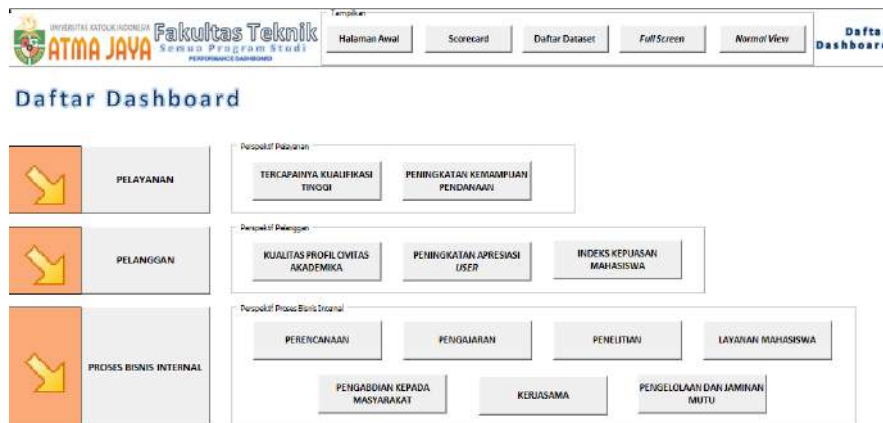 Tampilkan
UNIVERSITAS KATOLIK INDONESIA
ATMA JAYA
Fakultas Teknik
Semua Program Studi
PERFORMANCE DASHBOARD
Halaman Awal
Scorecard
Daftar Dataset
Full Screen
Normal View
Daftar
Dashboard
Daftar Dashboard
PELAYANAN
Perspektif Pelayanan
TERCAPAINYA KUALIFIKASI
TINGGI
PENINGKATAN KEMAMPUAN
PENDANAAN
PELANGGAN
Perspektif Pelanggan
KUALITAS PROFIL CIVITAS
AKADEMIKA
PENINGKATAN APRESIASI
USER
INDEKS KEPUASAN
MAHASISWA
PROSES BISNIS INTERNAL
Perspektif Proses Bisnis Internal
PERENCANAAN
PENGAJARAN
PENELITIAN
LAYANAN MAHASISWA
PENGABDIAN KEPADA
MASYARAKAT
KERJASAMA
PENGELOLAAN DAN JAMINAN
MUTU